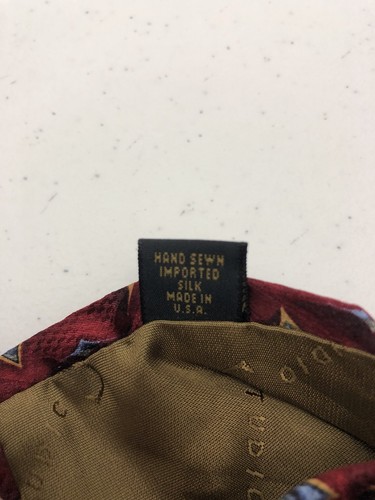 HAND SEWN
IMPORTED
SILK
MADE IN
U.S.A.